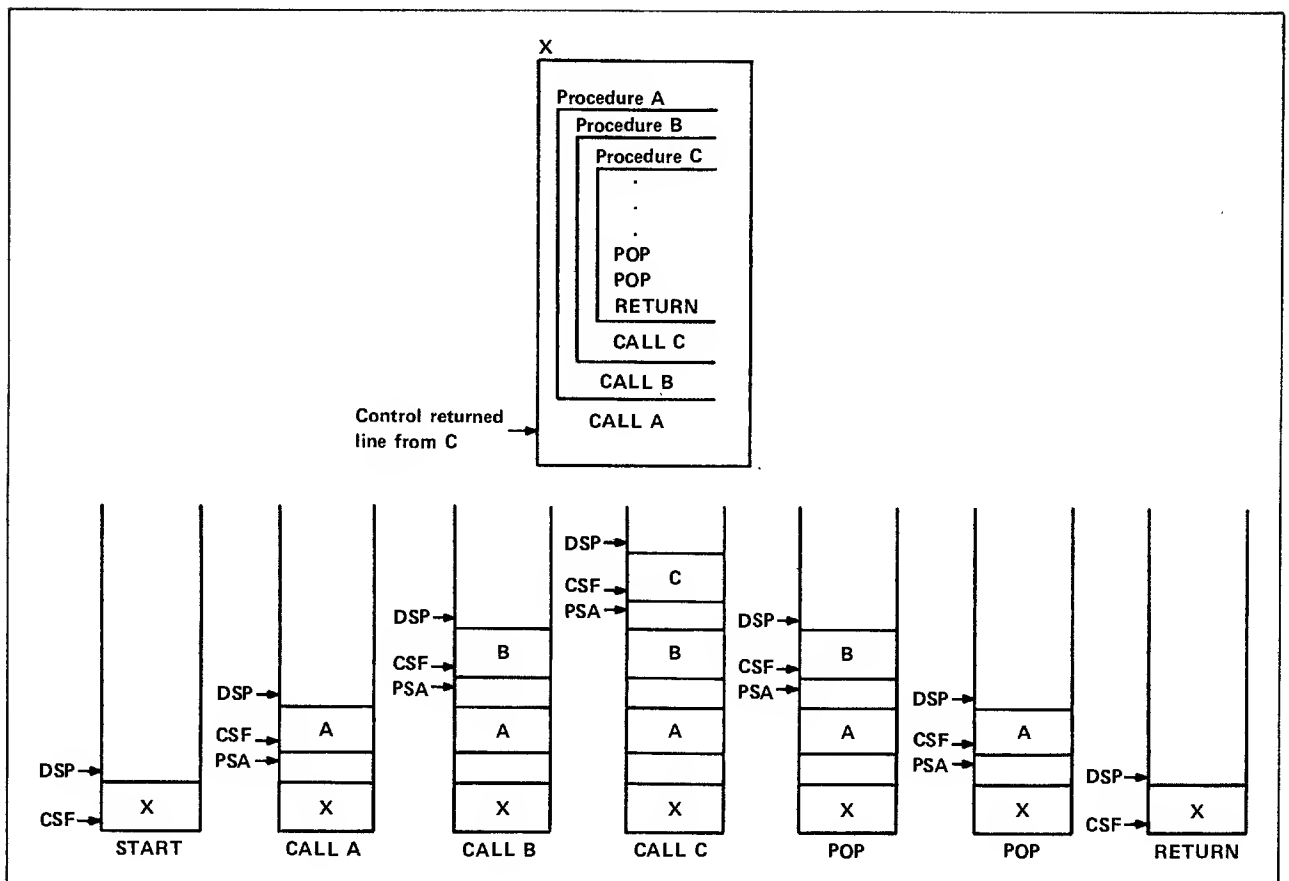 X
Procedure A
Procedure B
Procedure C
.
.
.
POP
POP
RETURN
CALL C
CALL B
CALL A
Control returned
line from C
DSP
CSF
X
START
DSP
CSF
PSA
A
X
CALL A
DSP
CSF
PSA
B
A
X
CALL B
DSP
CSF
PSA
C
B
A
X
CALL C
DSP
CSF
PSA
B
A
X
POP
DSP
CSF
PSA
A
X
POP
DSP
CSF
X
RETURN